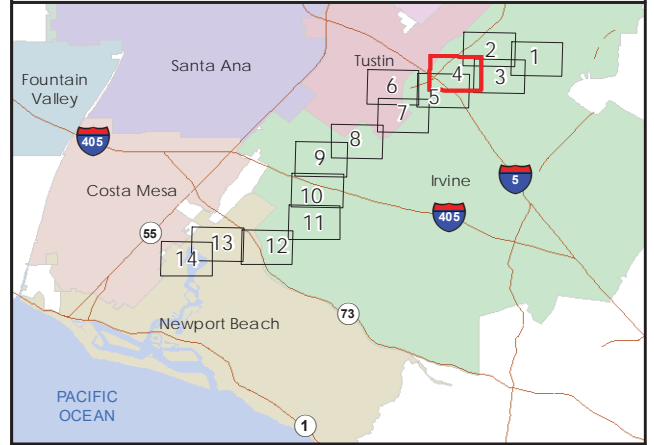 Santa Ana
Tustin
2
1
Fountain
Valley
6
4
3
5
7
405
8
9
Irvine
5
Costa Mesa
10
405
11
55
13
12
14
73
Newport Beach
PACIFIC
OCEAN
1